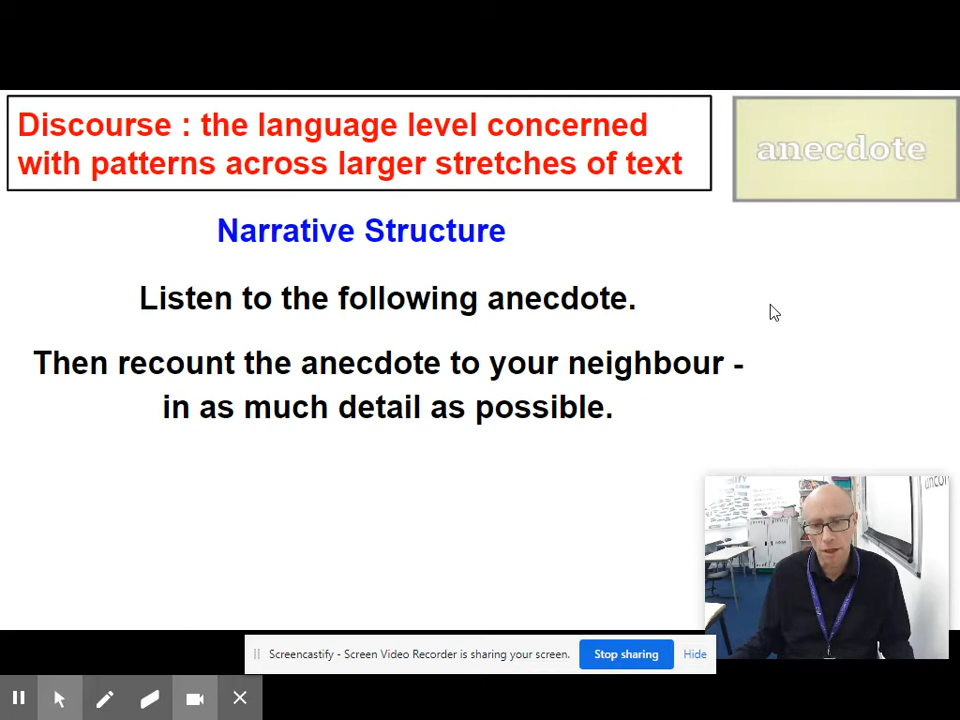 Discourse : the language level concerned
with patterns across larger stretches of text
anecdote
Narrative Structure
Listen to the following anecdote.
Then recount the anecdote to your neighbour -
in as much detail as possible.
Screencastify - Screen Video Recorder is sharing your screen.
Stop sharing
Hide